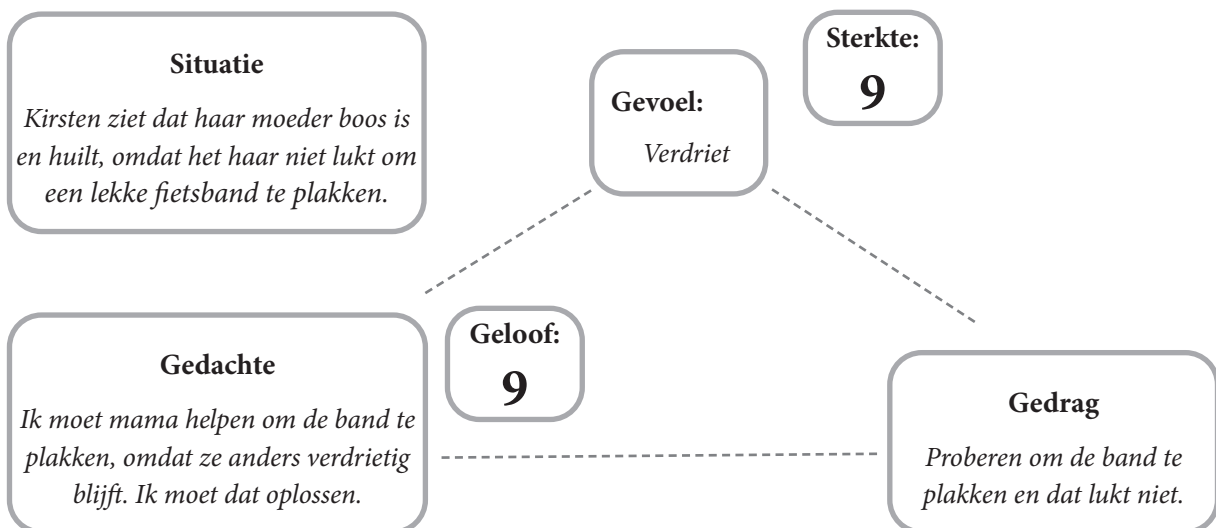 Situatie
Kirsten ziet dat haar moeder boos is
en huilt, omdat het haar niet lukt om
een lekke fietsband te plakken.
Gevoel:
Verdriet
Sterkte:
9
Gedachte
Ik moet mama helpen om de band te
plakken, omdat ze anders verdrietig
blijft. Ik moet dat oplossen.
Geloof:
9
Gedrag
Proberen om de band te
plakken en dat lukt niet.